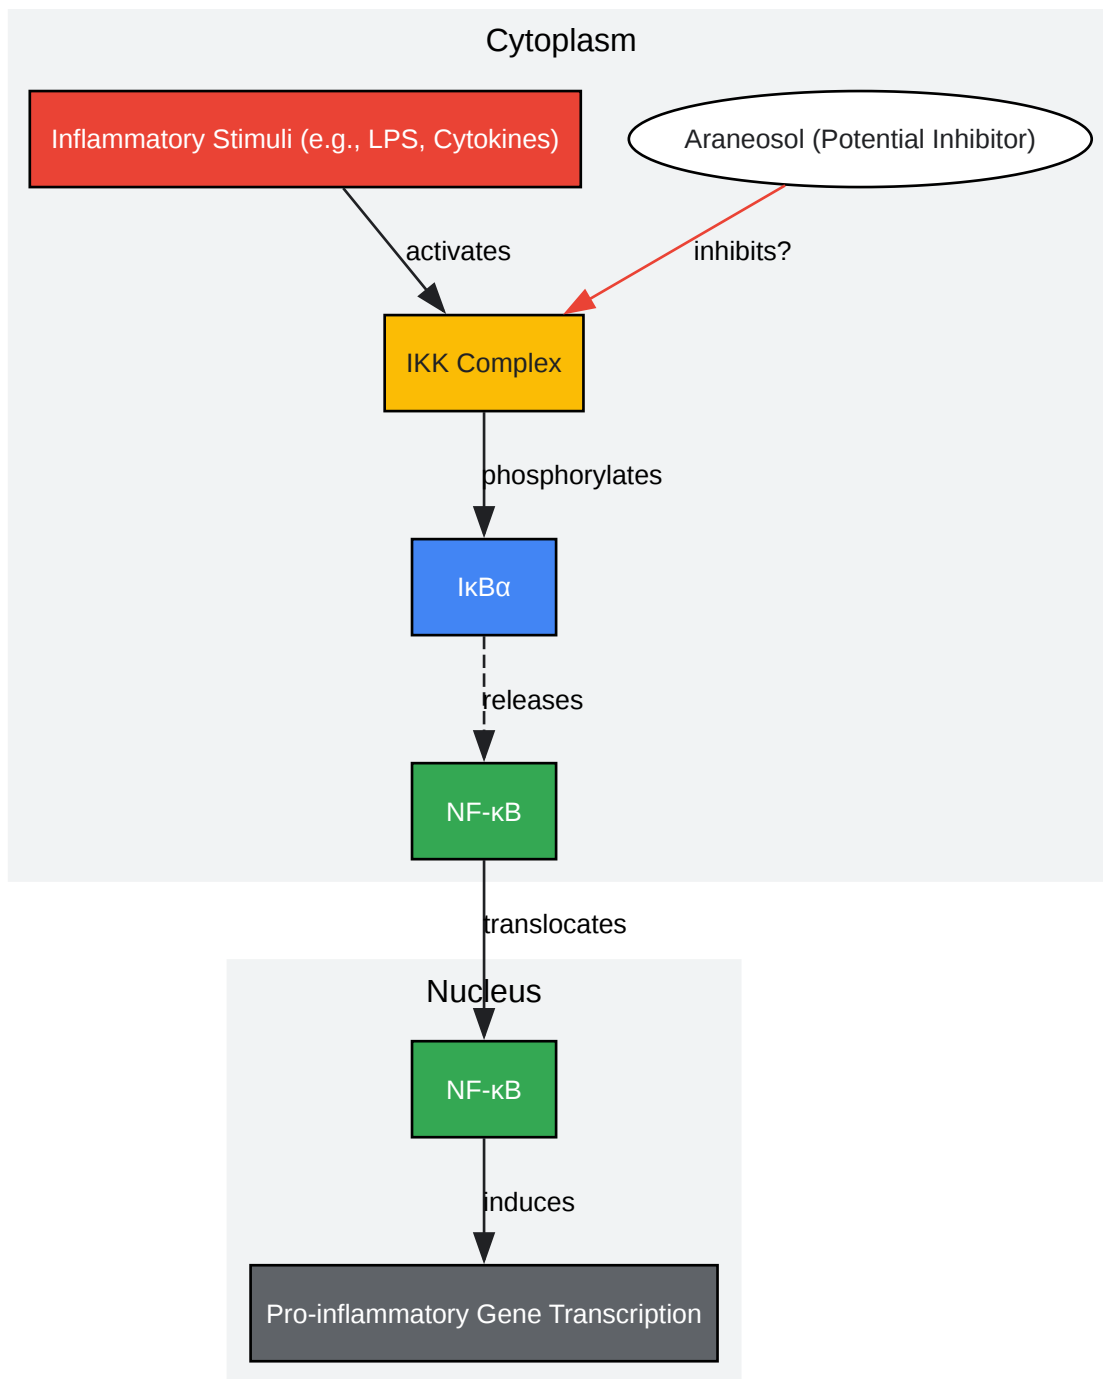 Cytoplasm
Inflammatory Stimuli (e.g., LPS, Cytokines)
Araneosol (Potential Inhibitor)
activates
inhibits?
IKK Complex
phosphorylates
IκBα
releases
NF-κB
translocates
Nucleus
NF-κB
induces
Pro-inflammatory Gene Transcription